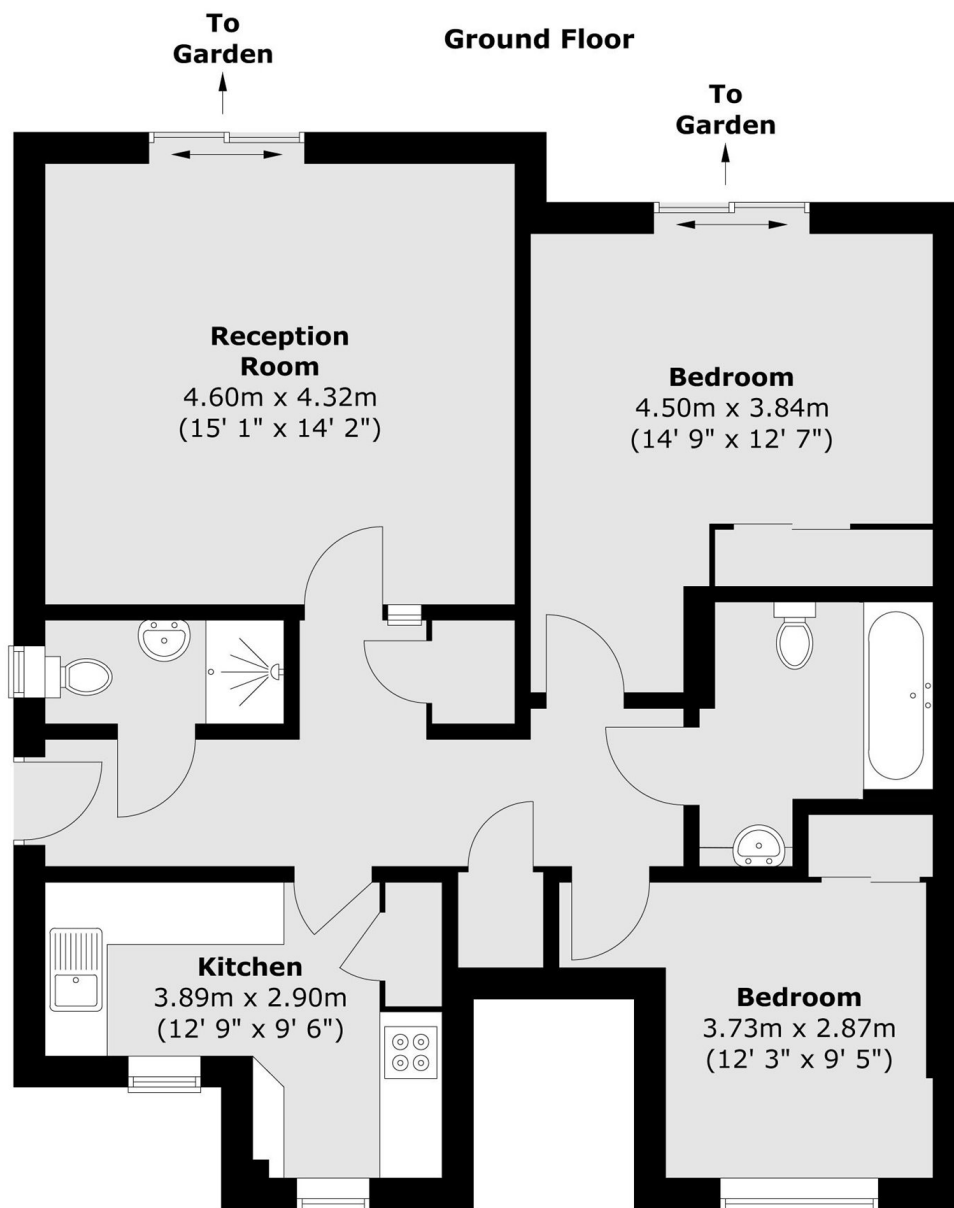 To
Garden
Ground Floor
To
Garden
Reception
Room
4.60m x 4.32m
(15' 1" x 14' 2")
Bedroom
4.50m x 3.84m
(14' 9" x 12' 7")
Kitchen
3.89m x 2.90m
(12' 9" x 9' 6")
Bedroom
3.73m x 2.87m
(12' 3" x 9' 5")